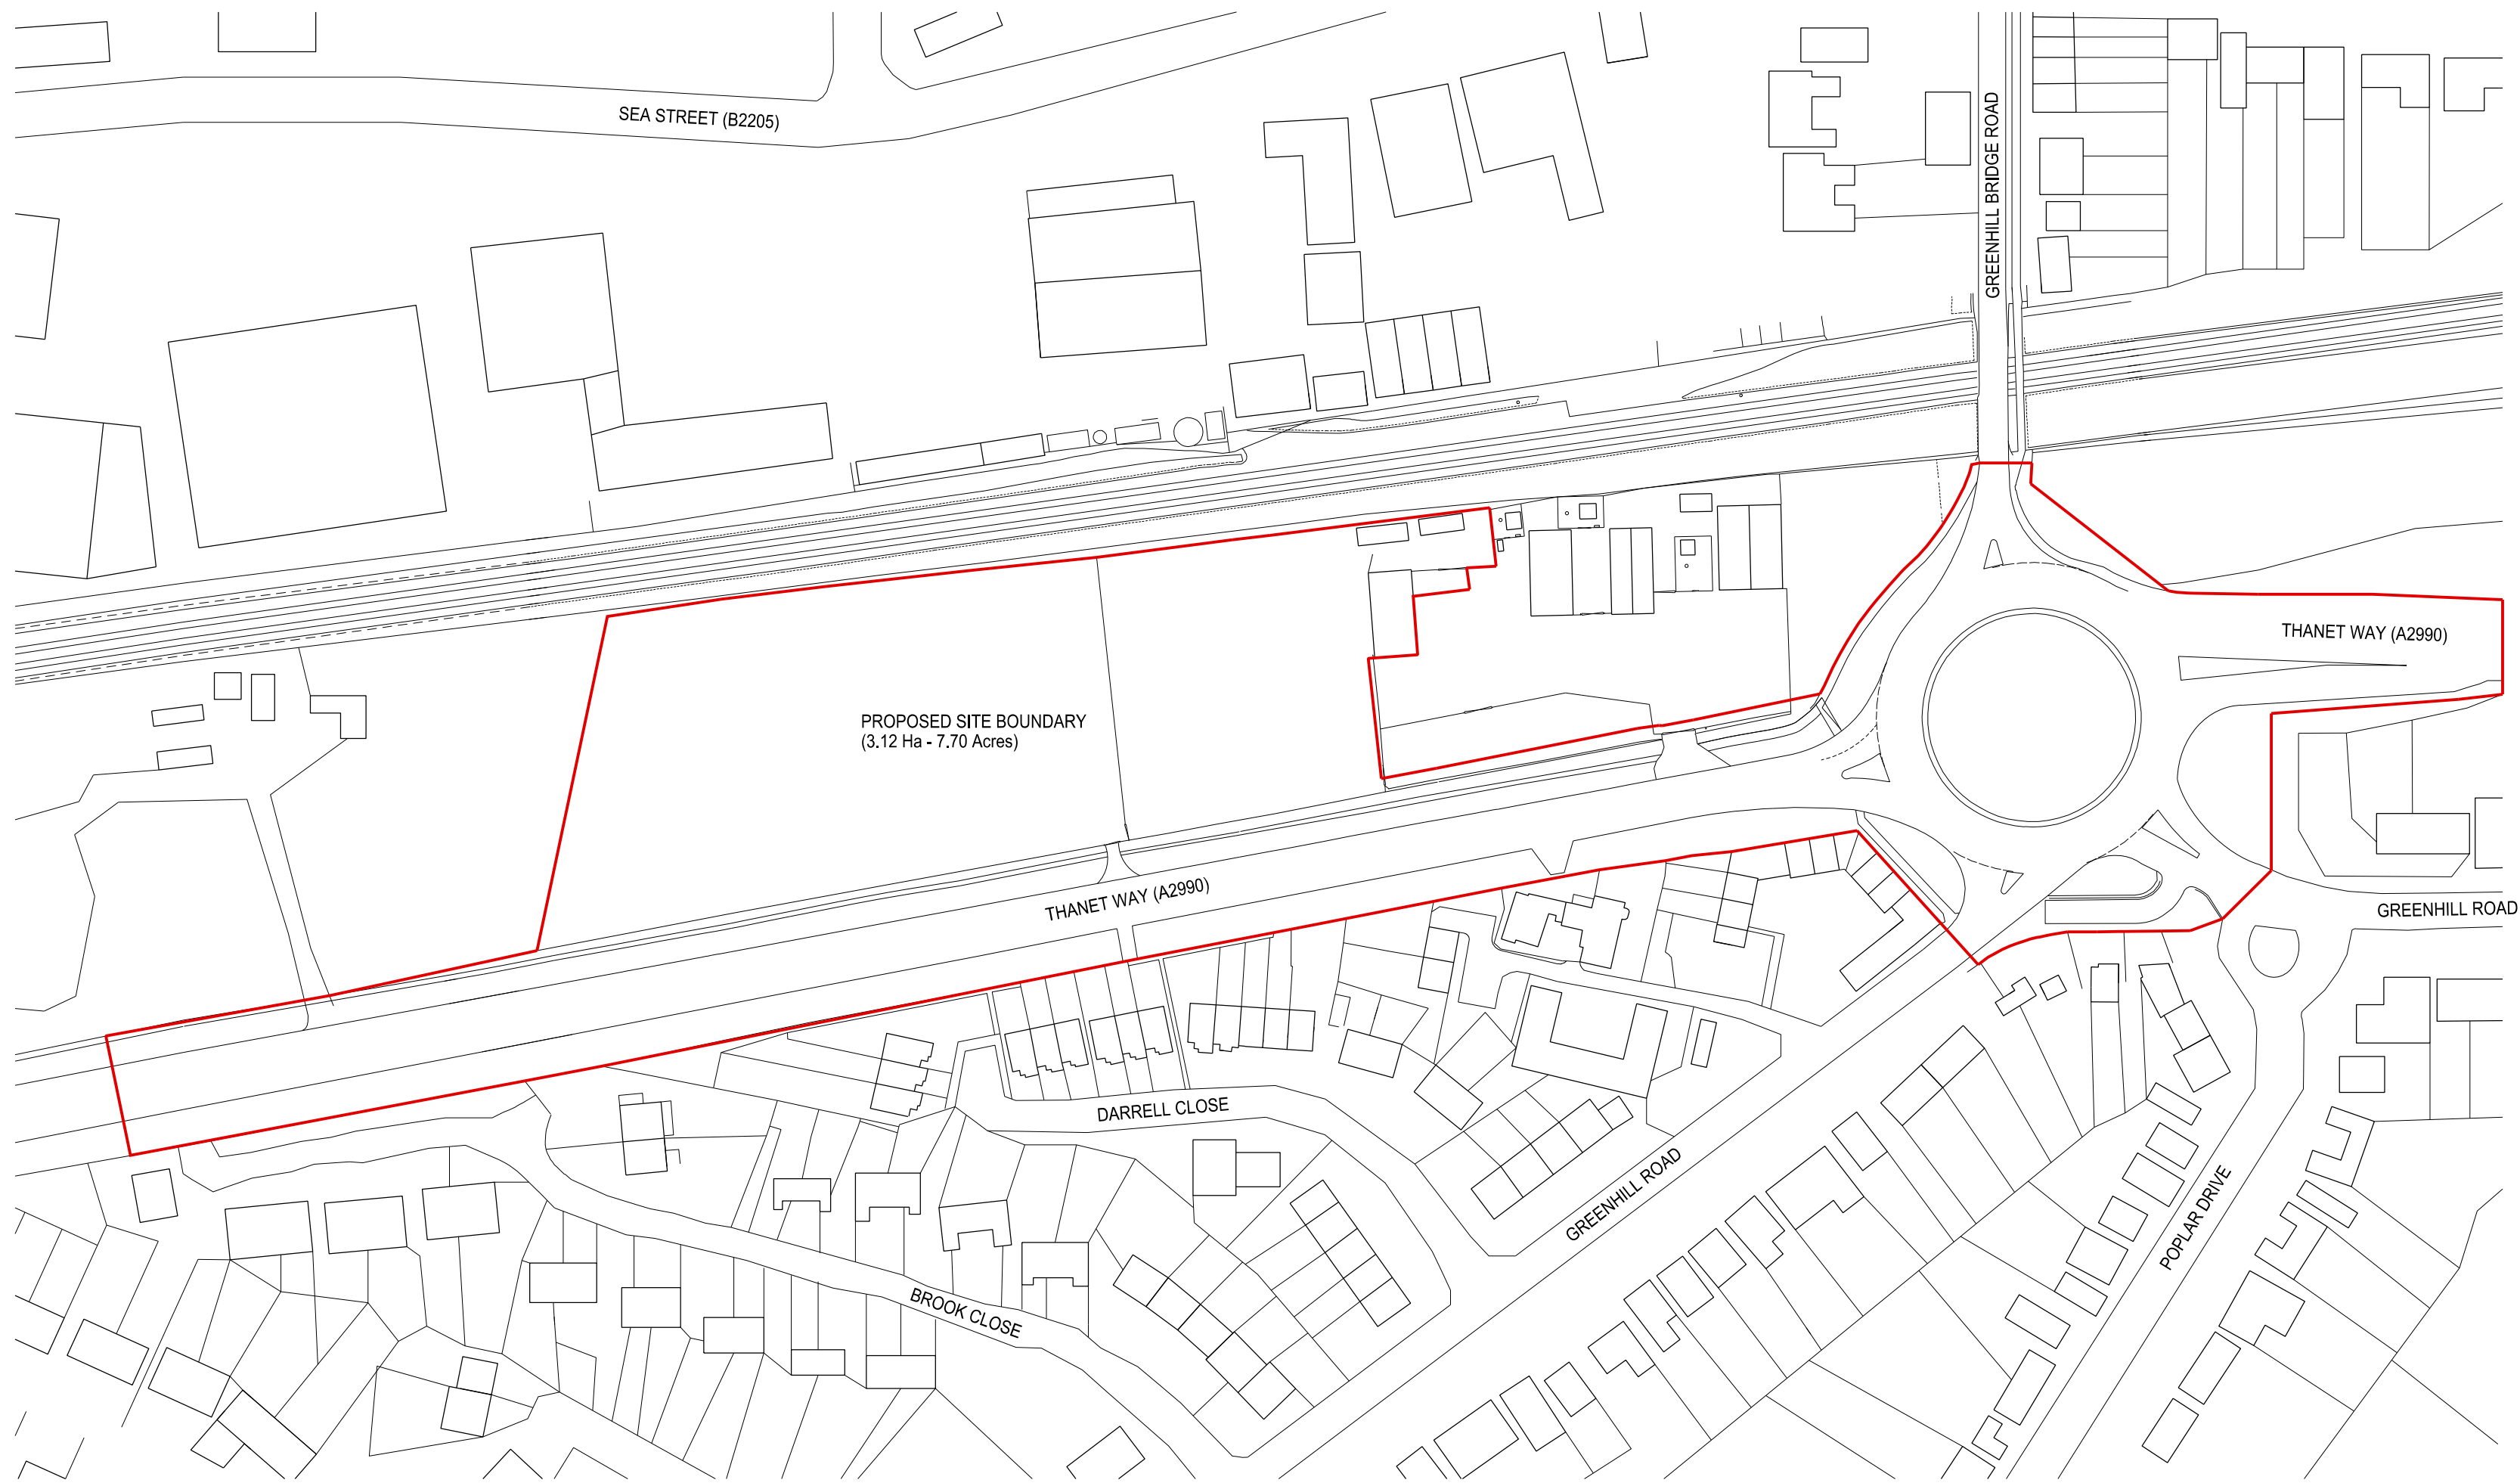 SEA STREET (B2205)
GREENHILL BRIDGE ROAD
THANET WAY (A2990)
PROPOSED SITE BOUNDARY
(3.12 Ha - 7.70 Acres)
THANET WAY (A2990)
GREENHILL ROAD
DARRELL CLOSE
GREENHILL ROAD
POPLAR DRIVE
BROOK CLOSE